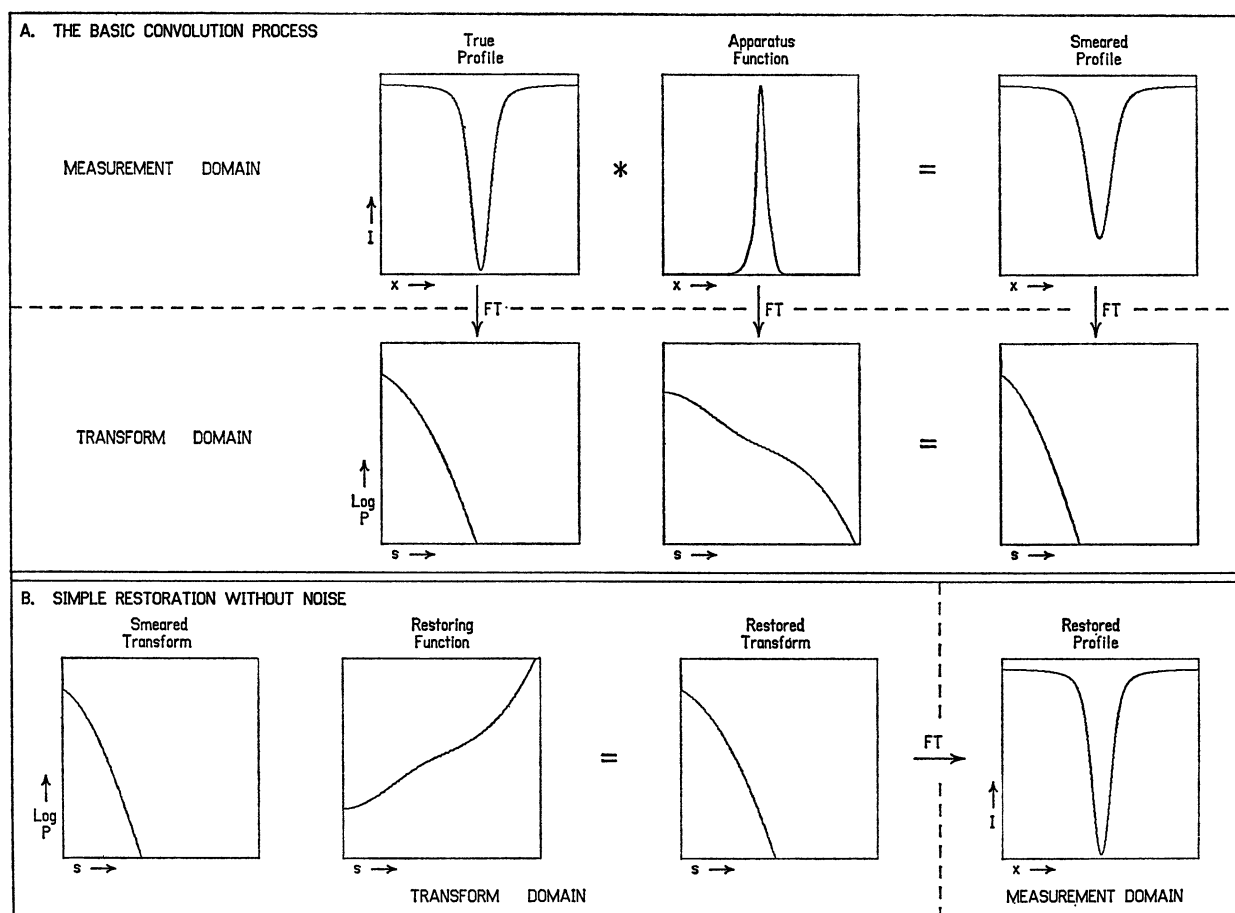 A. THE BASIC CONVOLUTION PROCESS
True
Profile
Apparatus
Function
Smeared
Profile
MEASUREMENT DOMAIN
*
=
I
x
x
x
FT
FT
FT
TRANSFORM DOMAIN
=
Log
P
s
s
s
B. SIMPLE RESTORATION WITHOUT NOISE
Smeared
Transform
Restoring
Function
Restored
Transform
Restored
Profile
=
FT
Log
P
I
s
s
x
TRANSFORM DOMAIN
MEASUREMENT DOMAIN